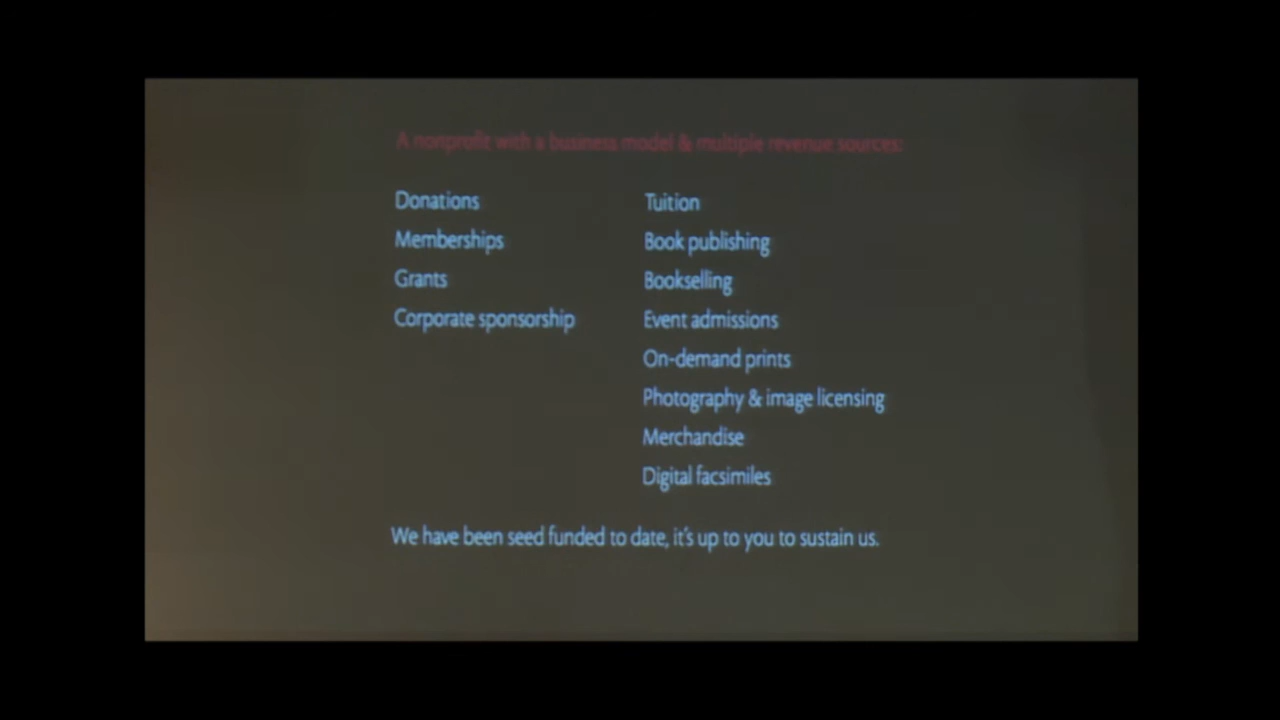 A nonprofit with a business model & multiple revenue sources:
Donations
Memberships
Grants
Corporate sponsorship
Tuition
Book publishing
Bookselling
Event admissions
On-demand prints
Photography & image licensing
Merchandise
Digital facsimiles
We have been seed funded to date, it's up to you to sustain us.